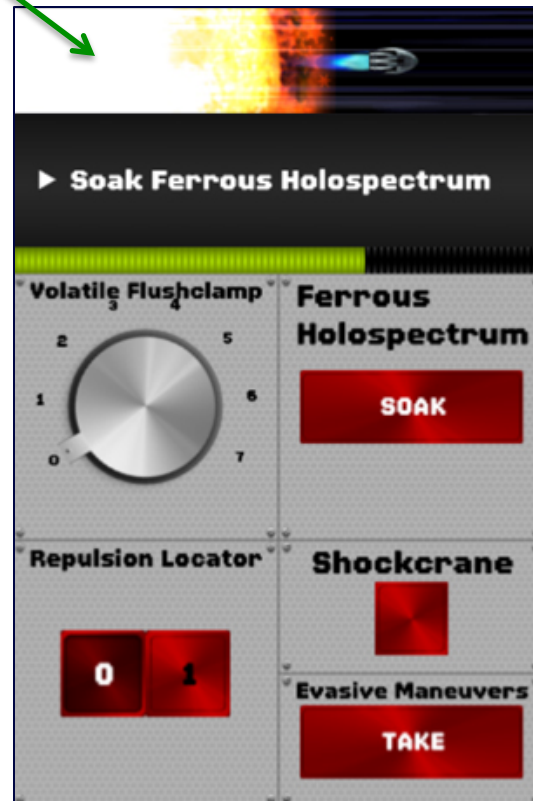 ▶ Soak Ferrous Holospectrum
Volatile Flushclamp
0
1
2
3
4
5
6
7
Ferrous
Holospectrum
SOAK
Repulsion Locator
0 1
Shockcrane
Evasive Maneuvers
TAKE